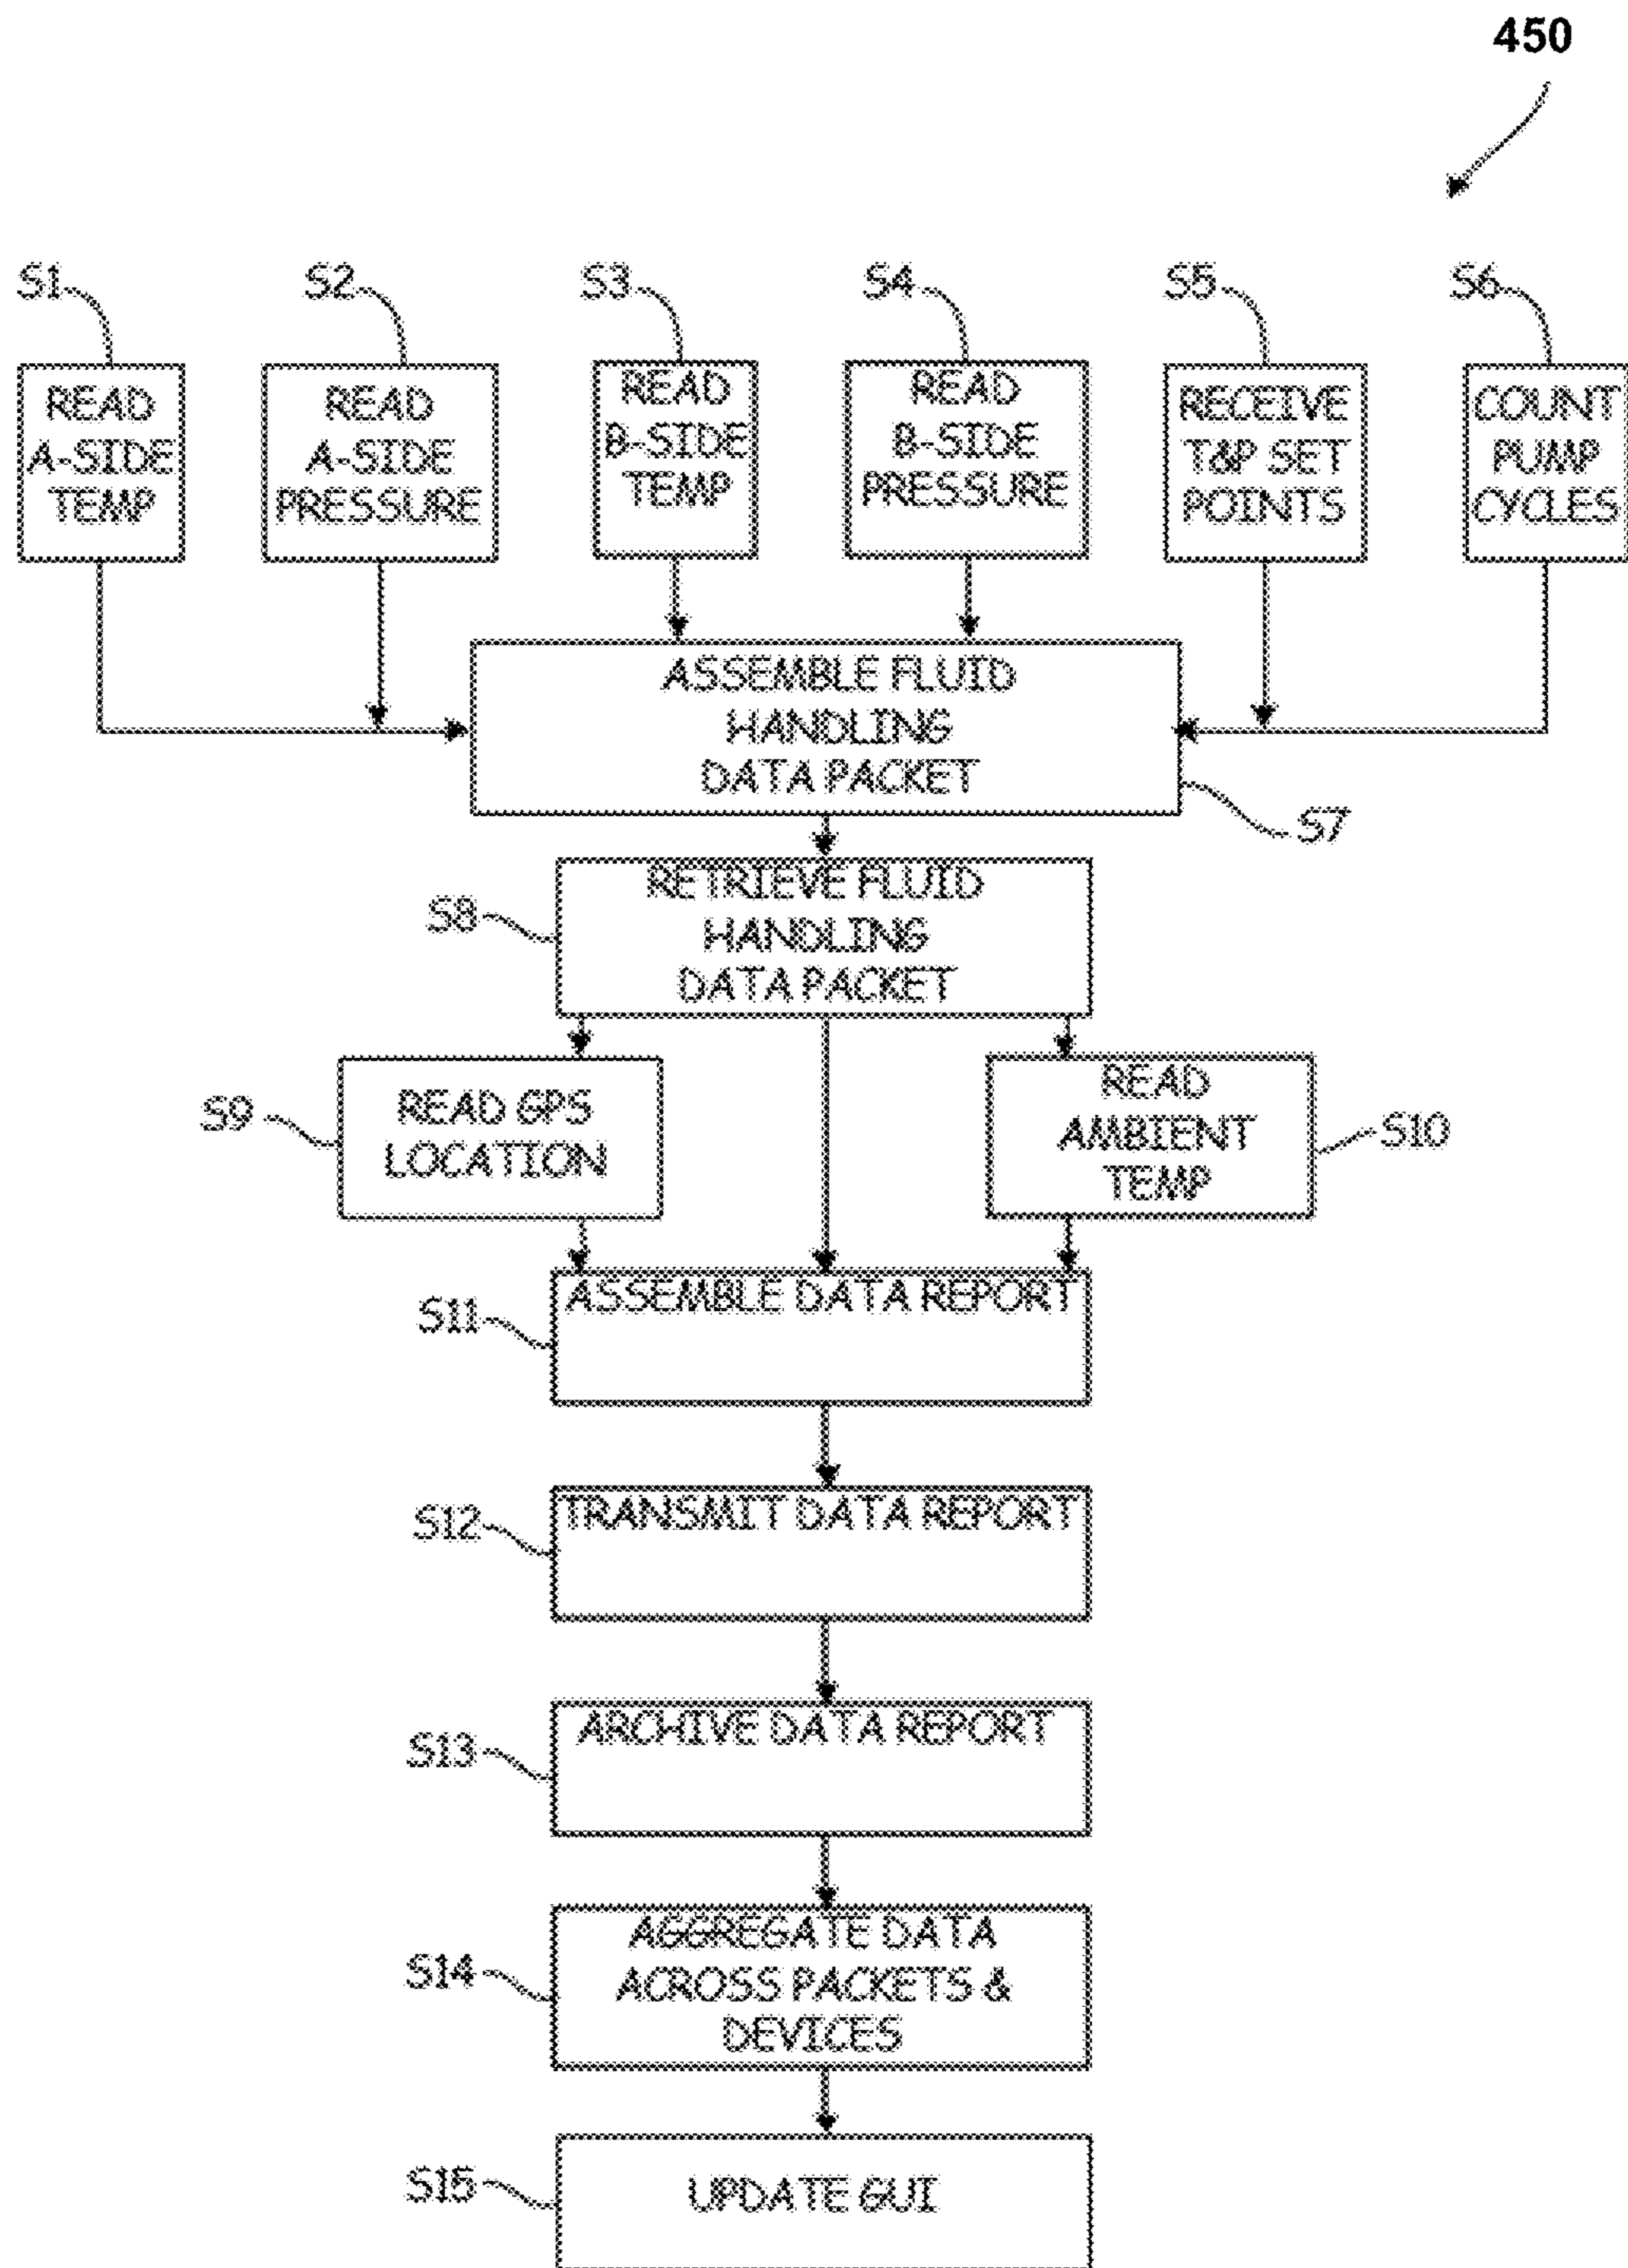 450
S1
S2
S3
S4
S5
S6
READ
A-SIDE
TEMP
READ
A-SIDE
PRESSURE
READ
B-SIDE
TEMP
READ
B-SIDE
PRESSURE
RECEIVE
T&P SET
POINTS
COUNT
PUMP
CYCLES
ASSEMBLE FLUID
HANDLING
DATA PACKET
S7
S8
RETRIEVE FLUID
HANDLING
DATA PACKET
S9
READ GPS
LOCATION
READ
AMBIENT
TEMP
S10
S11
ASSEMBLE DATA REPORT
S12
TRANSMIT DATA REPORT
S13
ARCHIVE DATA REPORT
S14
AGGREGATE DATA
ACROSS PACKETS &
DEVICES
S15
UPDATE GUI